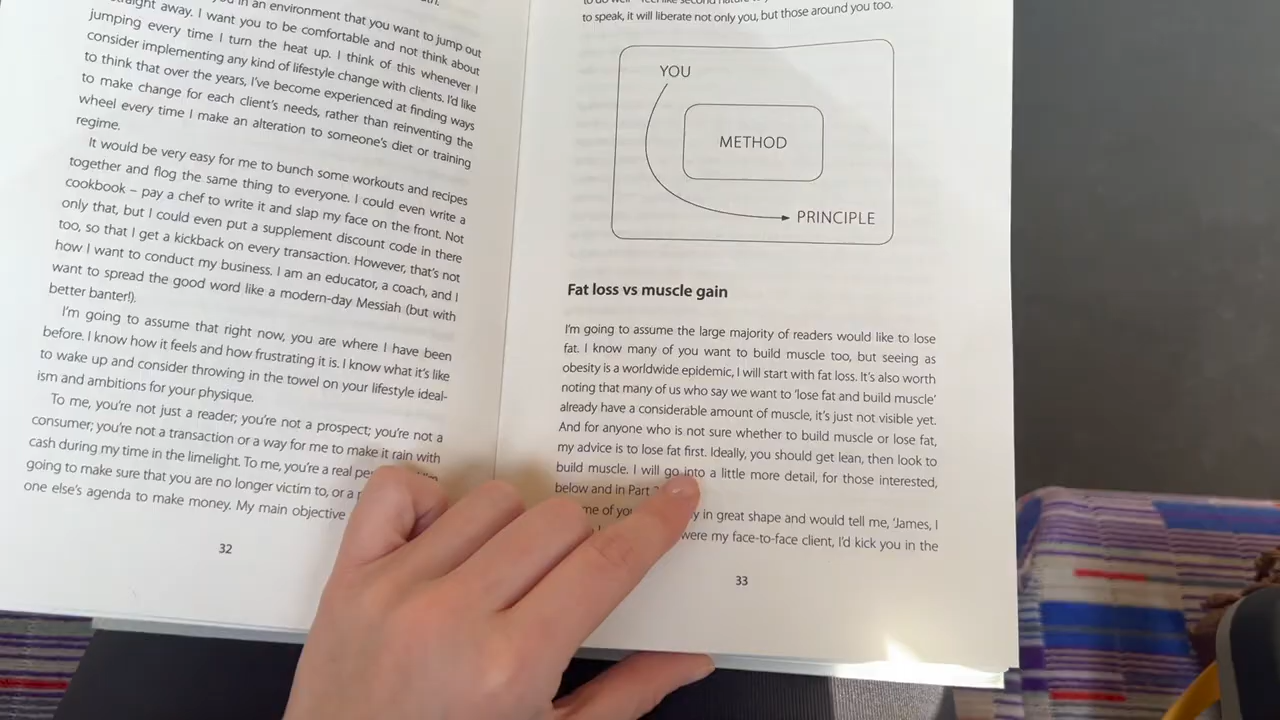 in an environment that you want to jump out
straight away. I want you to be comfortable and not think about
jumping every time I turn the heat up. I think of this whenever I
consider implementing any kind of lifestyle change with clients. I'd like
to think that over the years, I've become experienced at finding ways
to make change for each client's needs, rather than reinventing the
wheel every time I make an alteration to someone's diet or training
regime.
It would be very easy for me to bunch some workouts and recipes
together and flog the same thing to everyone. I could even write a
cookbook – pay a chef to write it and slap my face on the front. Not
only that, but I could even put a supplement discount code in there
too, so that I get a kickback on every transaction. However, that's not
how I want to conduct my business. I am an educator, a coach, and I
want to spread the good word like a modern-day Messiah (but with
better banter!).
I'm going to assume that right now, you are where I have been
before. I know how it feels and how frustrating it is. I know what it's like
to wake up and consider throwing in the towel on your lifestyle ideal-
ism and ambitions for your physique.
To me, you're not just a reader; you're not a prospect; you're not a
consumer; you're not a transaction or a way for me to make it rain with
cash during my time in the limelight. To me, you're a real
going to make sure that you are no longer victim to, or a
one else's agenda to make money. My main objective
32
to speak, it will liberate not only you, but those around you too.
YOU
METHOD
PRINCIPLE
Fat loss vs muscle gain
I'm going to assume the large majority of readers would like to lose
fat. I know many of you want to build muscle too, but seeing as
obesity is a worldwide epidemic, I will start with fat loss. It's also worth
noting that many of us who say we want to 'lose fat and build muscle'
already have a considerable amount of muscle, it's just not visible yet.
And for anyone who is not sure whether to build muscle or lose fat,
my advice is to lose fat first. Ideally, you should get lean, then look to
build muscle. I will go into a little more detail, for those interested,
below and in Part
of you in great shape and would tell me, 'James, I
were my face-to-face client, I'd kick you in the
33